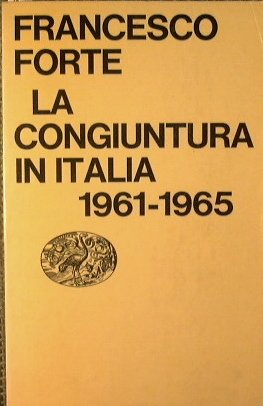 FRANCESCO
FORTE
LA
CONGIUNTURA
IN ITALIA
1961-1965